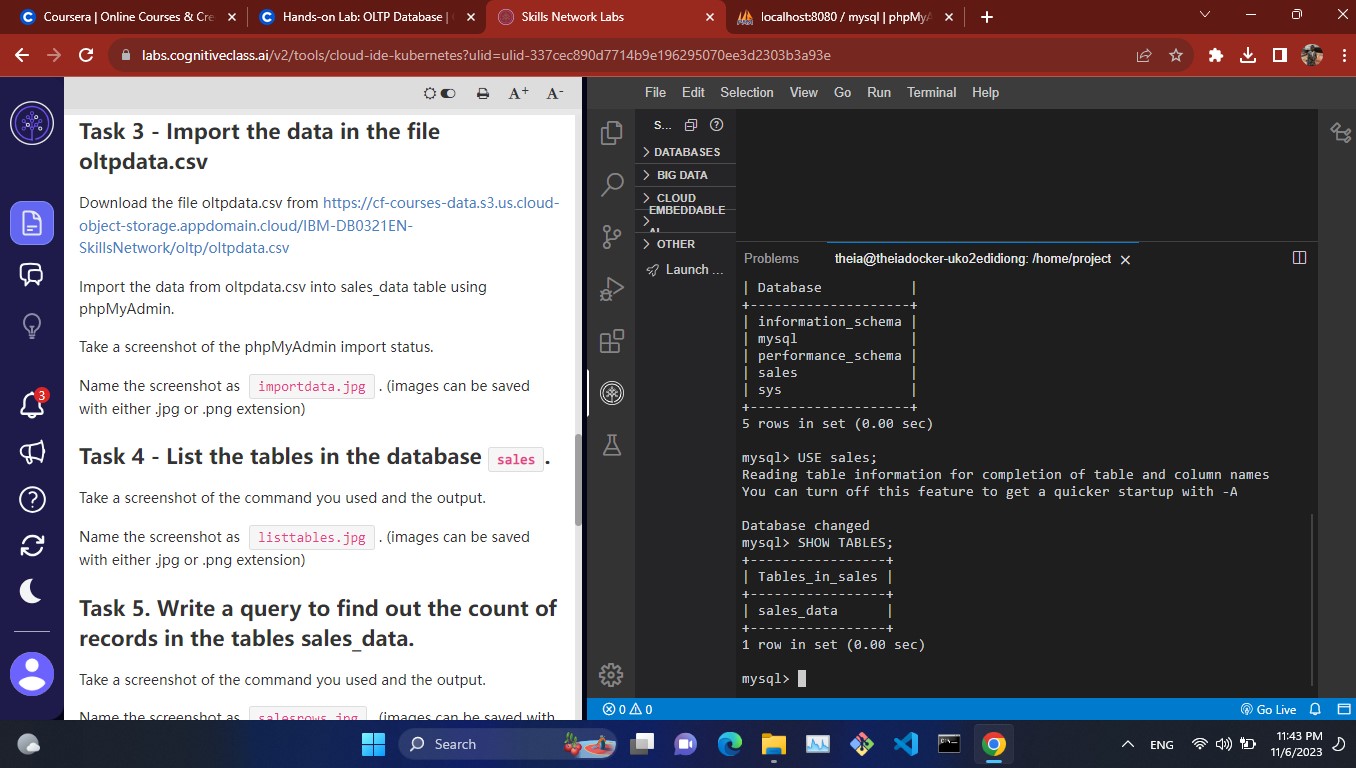 Coursera | Online Courses & Cre
Hands-on Lab: OLTP Database |
Skills Network Labs
localhost:8080 / mysql | phpMyA
labs.cognitiveclass.ai/v2/tools/cloud-ide-kubernetes?ulid=ulid-337cec890d7714b9e196295070ee3d2303b3a93e
A+ A-
3
Task 3 - Import the data in the file
oltpdata.csv
Download the file oltpdata.csv from https://cf-courses-data.s3.us.cloud-
object-storage.appdomain.cloud/IBM-DB0321EN-
SkillsNetwork/oltp/oltpdata.csv
Import the data from oltpdata.csv into sales_data table using
phpMyAdmin.
Take a screenshot of the phpMyAdmin import status.
Name the screenshot as importdata.jpg . (images can be saved
with either .jpg or .png extension)
Task 4 - List the tables in the database sales .
Take a screenshot of the command you used and the output.
Name the screenshot as listtables.jpg . (images can be saved
with either .jpg or .png extension)
Task 5. Write a query to find out the count of
records in the tables sales_data.
Take a screenshot of the command you used and the output.
Name the screenshot as salesrows.jpg . (images can be saved with
File Edit Selection View Go Run Terminal Help
S...
DATABASES
BIG DATA
CLOUD
EMBEDDABLE
AI
OTHER
Launch ...
Problems theia@theiadocker-uko2edidiong: /home/project
| Database |
+--------------------+
| information_schema |
| mysql |
| performance_schema |
| sales |
| sys |
+--------------------+
5 rows in set (0.00 sec)
mysql> USE sales;
Reading table information for completion of table and column names
You can turn off this feature to get a quicker startup with -A
Database changed
mysql> SHOW TABLES;
+-----------------+
| Tables_in_sales |
+-----------------+
| sales_data |
+-----------------+
1 row in set (0.00 sec)
mysql>
0 0
Go Live
Search
ENG
11:43 PM
11/6/2023